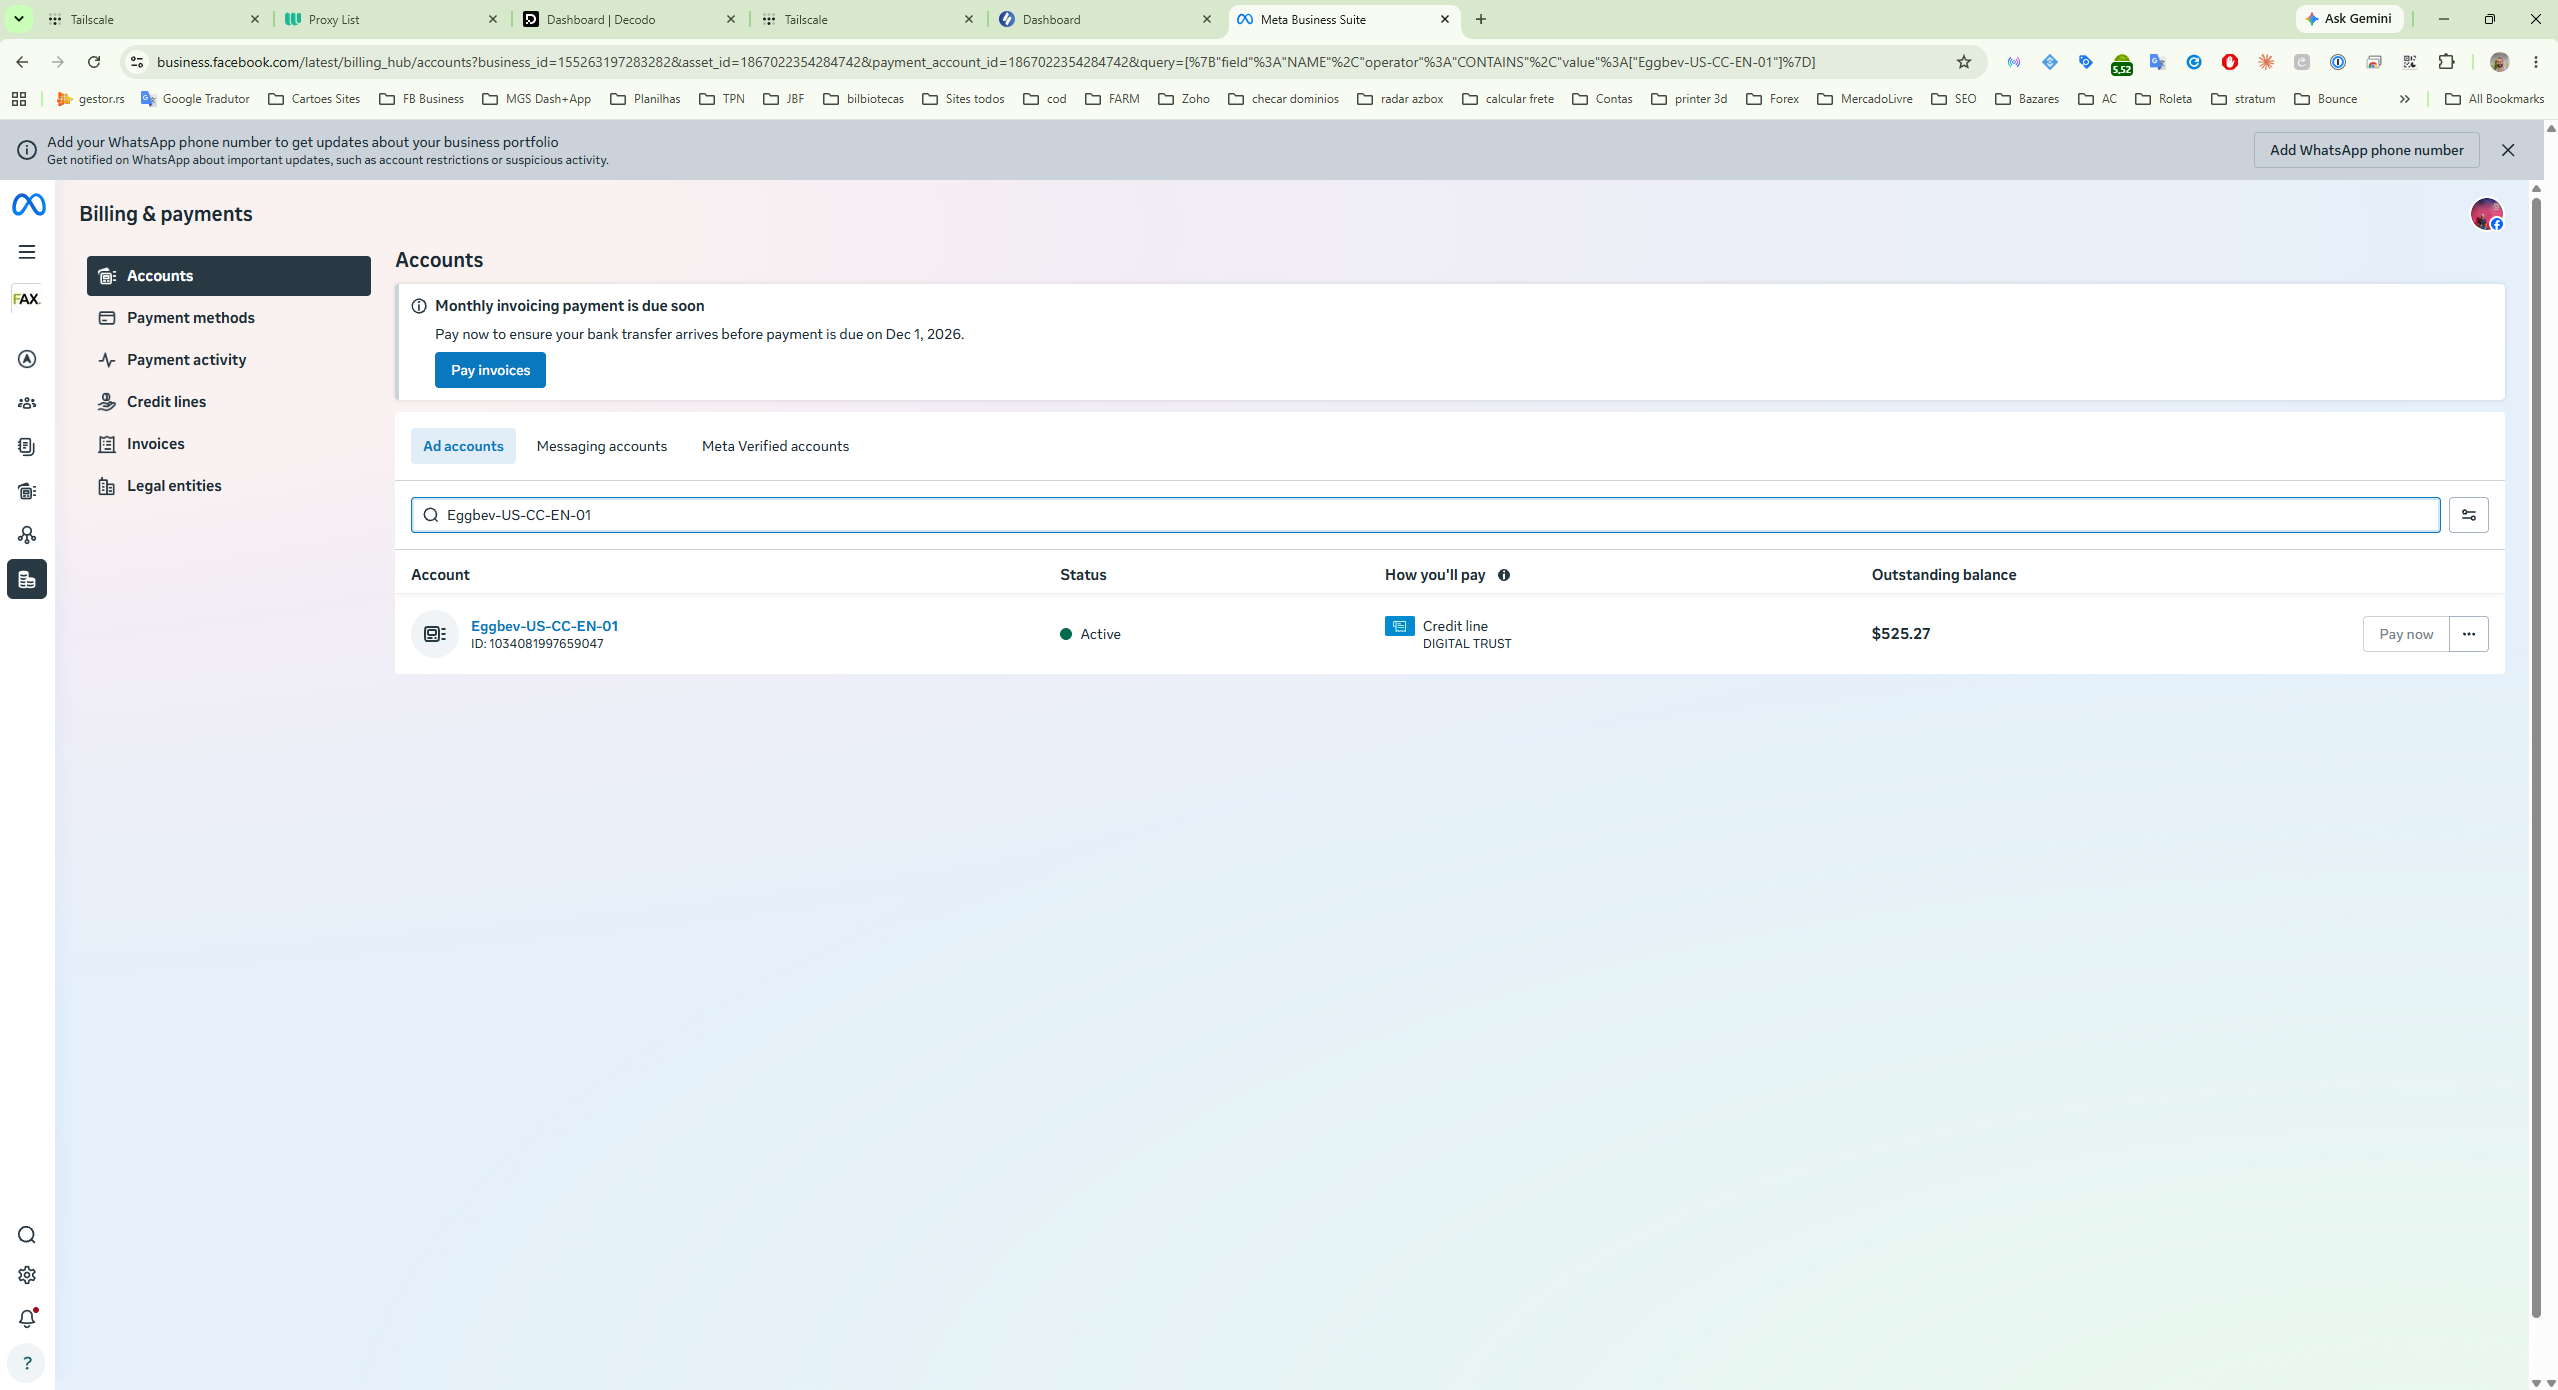 Tailscale
Proxy List
Dashboard | Decodo
Tailscale
Dashboard
Meta Business Suite
Ask Gemini
business.facebook.com/latest/billing_hub/accounts?business_id=155263197283282&asset_id=1867022354284742&payment_account_id=1867022354284742&query=[%7B"field"%3A"NAME"%2C"operator"%3A"CONTAINS"%2C"value"%3A["Eggbev-US-CC-EN-01"]%7D]
5,52
gestor.rs
Google Tradutor
Cartoes Sites
FB Business
MGS Dash+App
Planilhas
TPN
JBF
bilbiotecas
Sites todos
cod
FARM
Zoho
checar dominios
radar azbox
calcular frete
Contas
printer 3d
Forex
MercadoLivre
SEO
Bazares
AC
Roleta
stratum
Bounce
All Bookmarks
Add your WhatsApp phone number to get updates about your business portfolio
Get notified on WhatsApp about important updates, such as account restrictions or suspicious activity.
Add WhatsApp phone number
Billing & payments
FAX.
Accounts
Payment methods
Payment activity
Credit lines
Invoices
Legal entities
Accounts
Monthly invoicing payment is due soon
Pay now to ensure your bank transfer arrives before payment is due on Dec 1, 2026.
Pay invoices
Ad accounts
Messaging accounts
Meta Verified accounts
Eggbev-US-CC-EN-01
Account
Status
How you'll pay
Outstanding balance
Eggbev-US-CC-EN-01
ID: 1034081997659047
Active
Credit line
DIGITAL TRUST
$525.27
Pay now
?